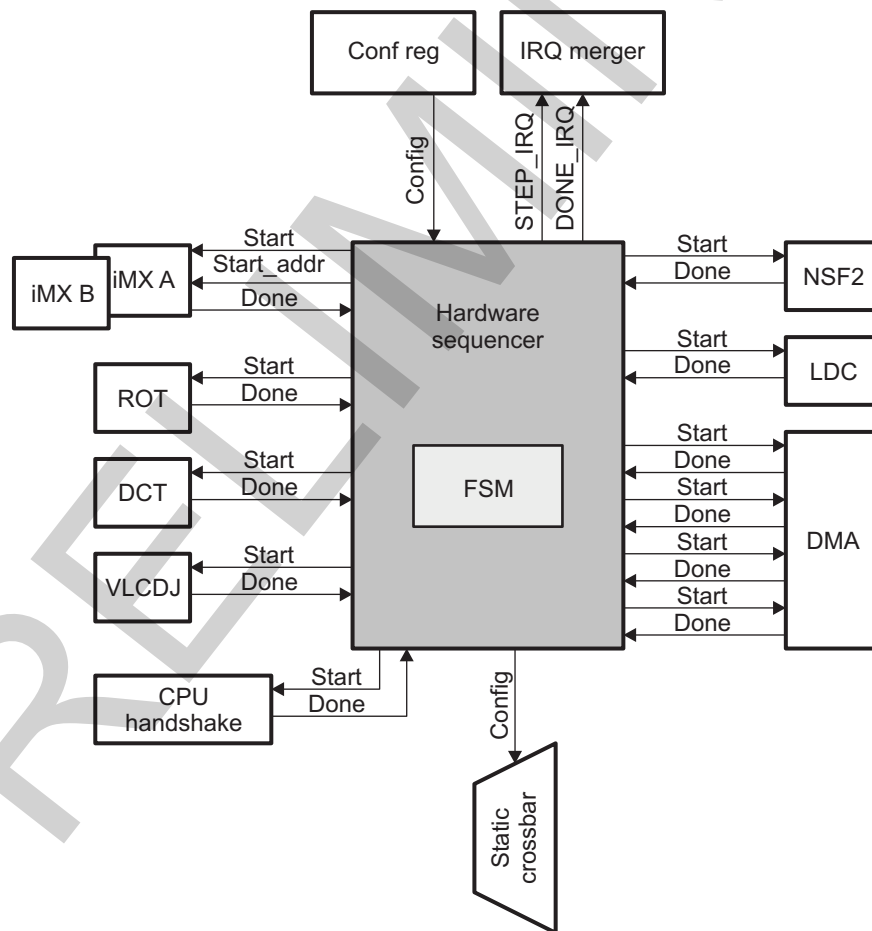 Conf reg
IRQ merger
Config
STEP_IRQ
DONE_IRQ
Start
Start_addr
Done
iMX A
iMX B
Hardware
sequencer
Start
Done
NSF2
Start
Done
ROT
Start
Done
LDC
Start
Done
DCT
FSM
Start
Done
Start
Done
Start
Done
Start
Done
DMA
Start
Done
VLCDJ
Start
Done
CPU
handshake
Config
Static
crossbar
RELIMI